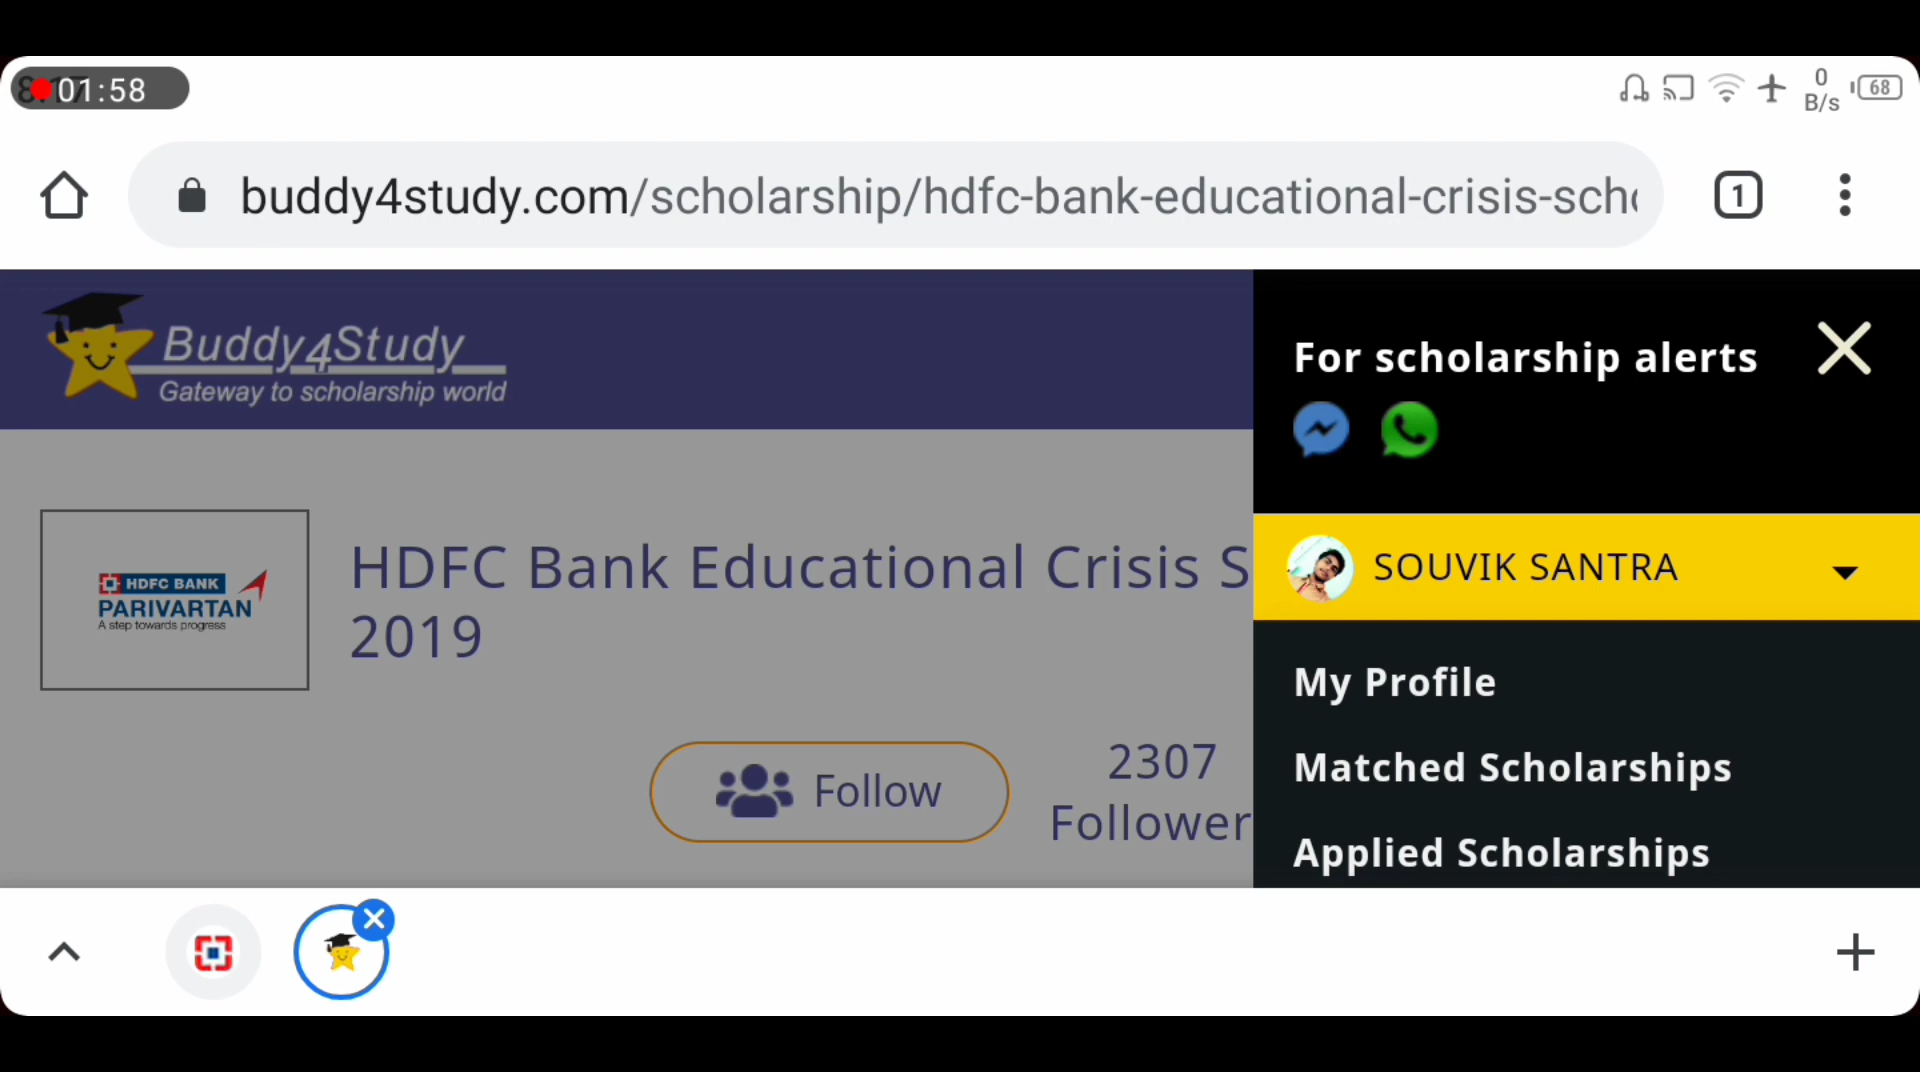 01:58
0
B/s
68
buddy4study.com/scholarship/hdfc-bank-educational-crisis-sch
1
Buddy4Study
Gateway to scholarship world
For scholarship alerts
HDFC BANK
PARIVARTAN
A step towards progress
HDFC Bank Educational Crisis S
2019
SOUVIK SANTRA
My Profile
Matched Scholarships
Applied Scholarships
Follow
2307
Follower